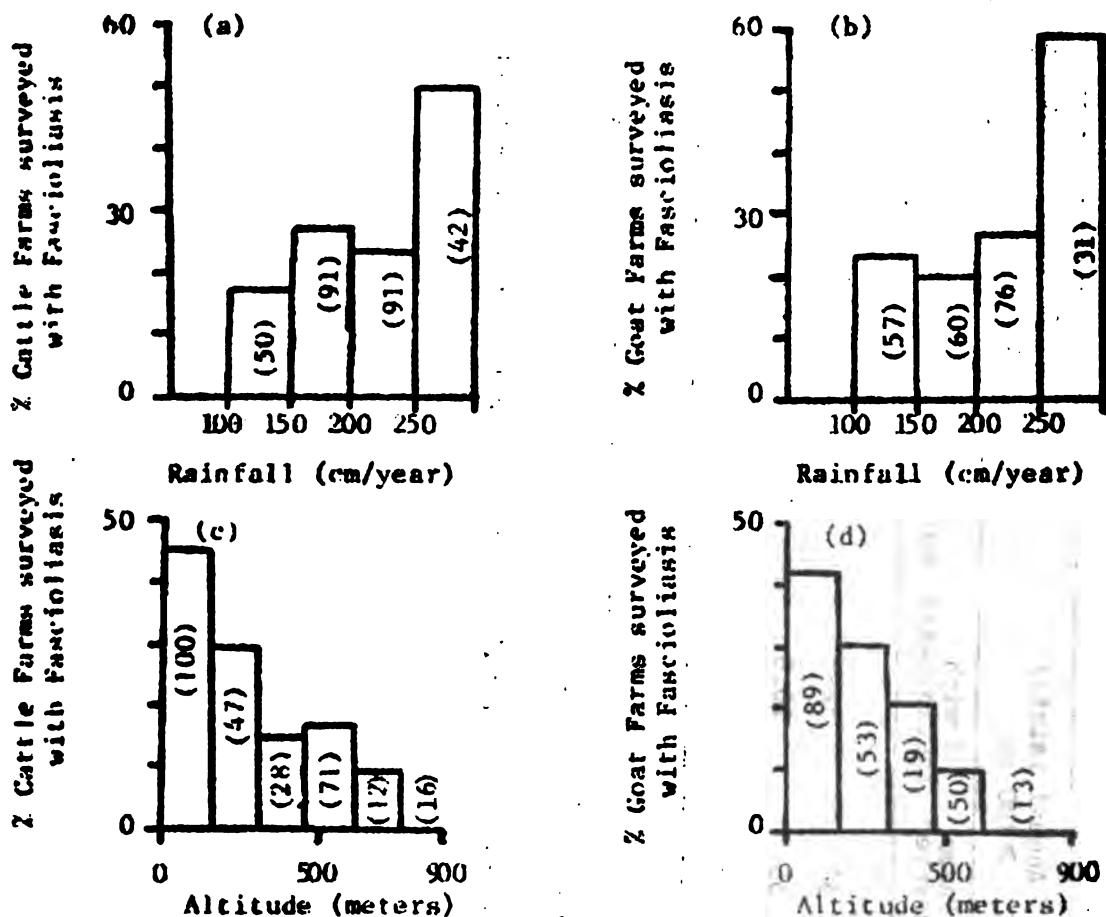 60
(a)
% Cattle Farms surveyed
with Fascioliasis
30
0
(50)
(91)
(91)
(42)
100 150 200 250
Rainfall (cm/year)
60
(b)
% Goat Farms surveyed
with Fascioliasis
30
0
(57)
(60)
(76)
(31)
100 150 200 250
Rainfall (cm/year)
50
(c)
% Cattle Farms surveyed
with Fascioliasis
0
(100)
(47)
(28)
(71)
(12)
(16)
0 500 900
Altitude (meters)
50
(d)
% Goat Farms surveyed
with Fascioliasis
0
(89)
(53)
(19)
(50)
(13)
0 500 900
Altitude (meters)